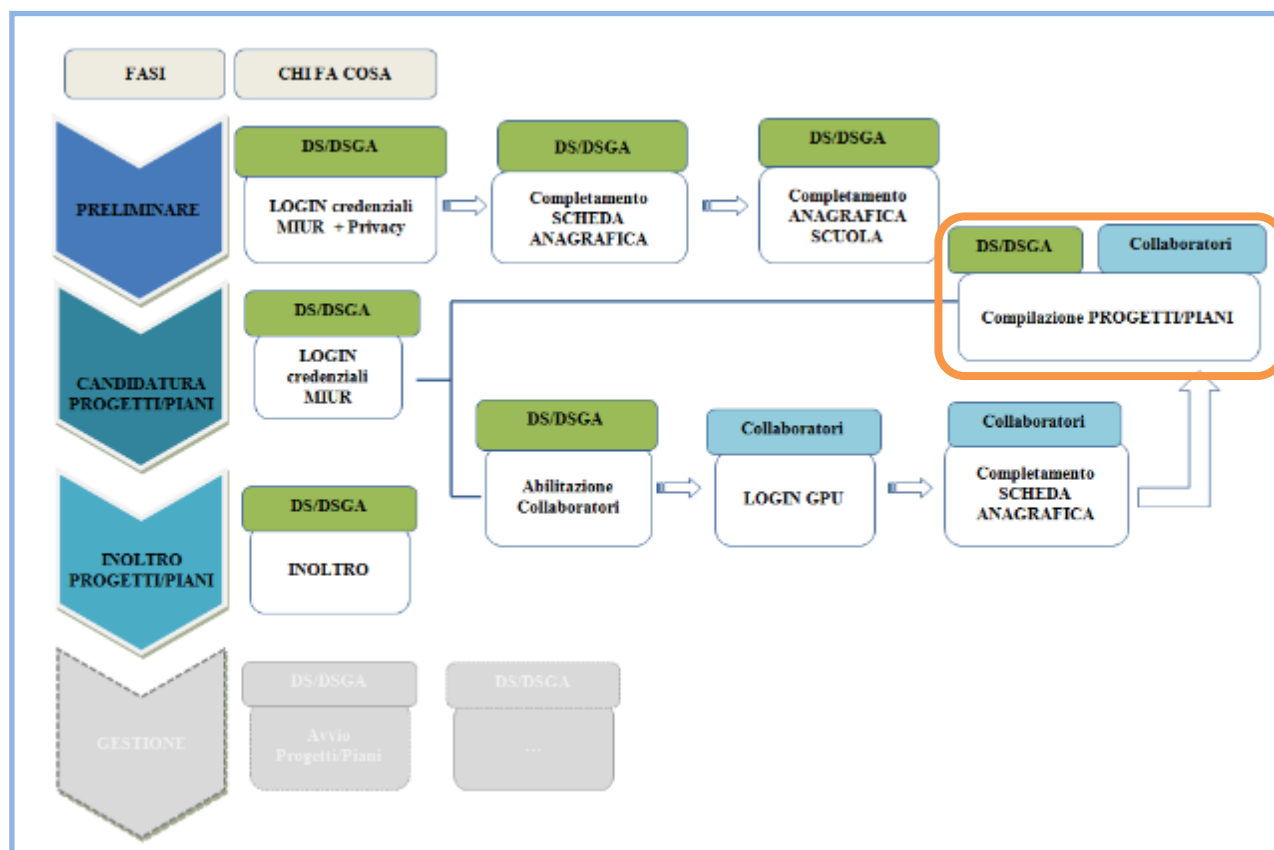 FASI
CHI FA COSA
PRELIMINARE
DS/DSGA
LOGIN credenziali
MIUR + Privacy
DS/DSGA
Completamento
SCHEDA
ANAGRAFICA
DS/DSGA
Completamento
ANAGRAFICA
SCUOLA
DS/DSGA
Collaboratori
Compilazione PROGETTI/PIANI
CANDIDATURA
PROGETTI/PIANI
DS/DSGA
LOGIN
credenziali
MIUR
DS/DSGA
Abilitazione
Collaboratori
Collaboratori
LOGIN GPU
Collaboratori
Completamento
SCHEDA
ANAGRAFICA
INOLTRO
PROGETTI/PIANI
DS/DSGA
INOLTRO
GESTIONE
DS/DSGA
Avvio
Progetti/Piani
DS/DSGA
...